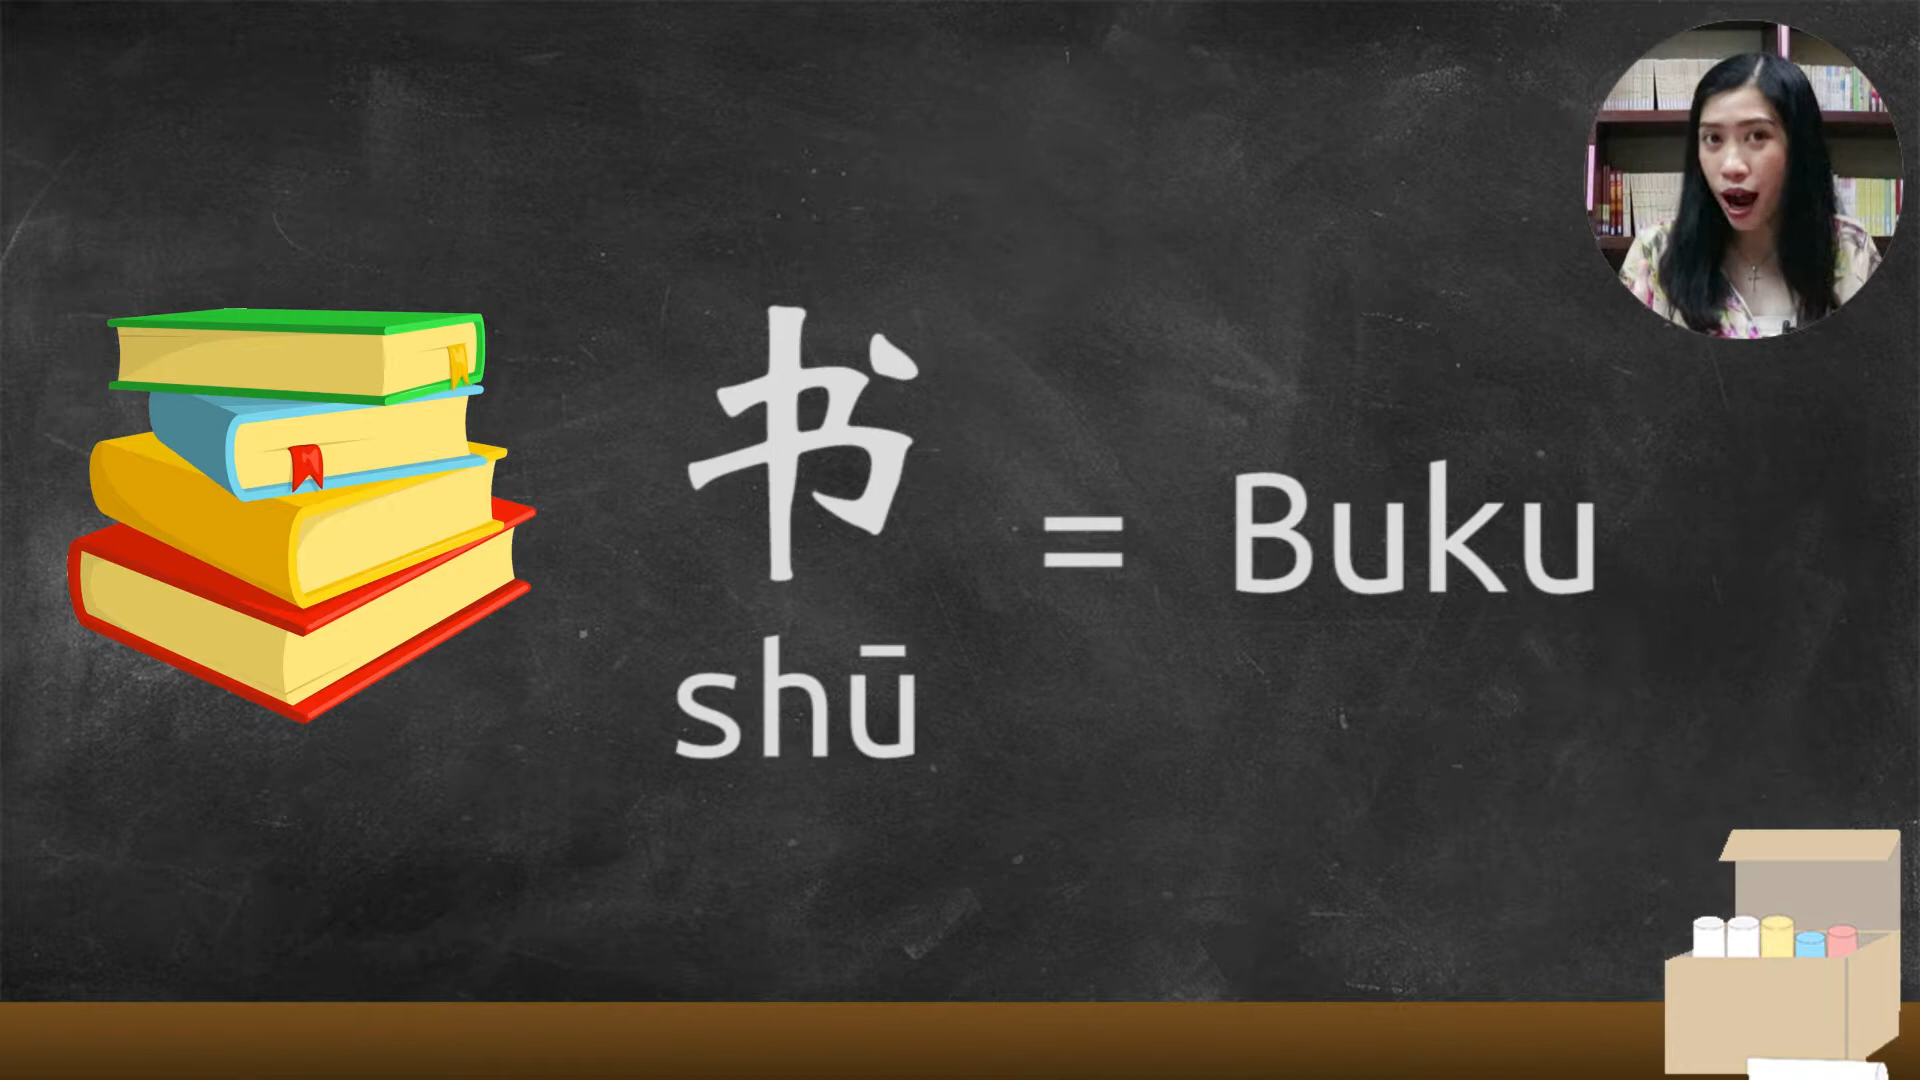 书 = Buku
shū